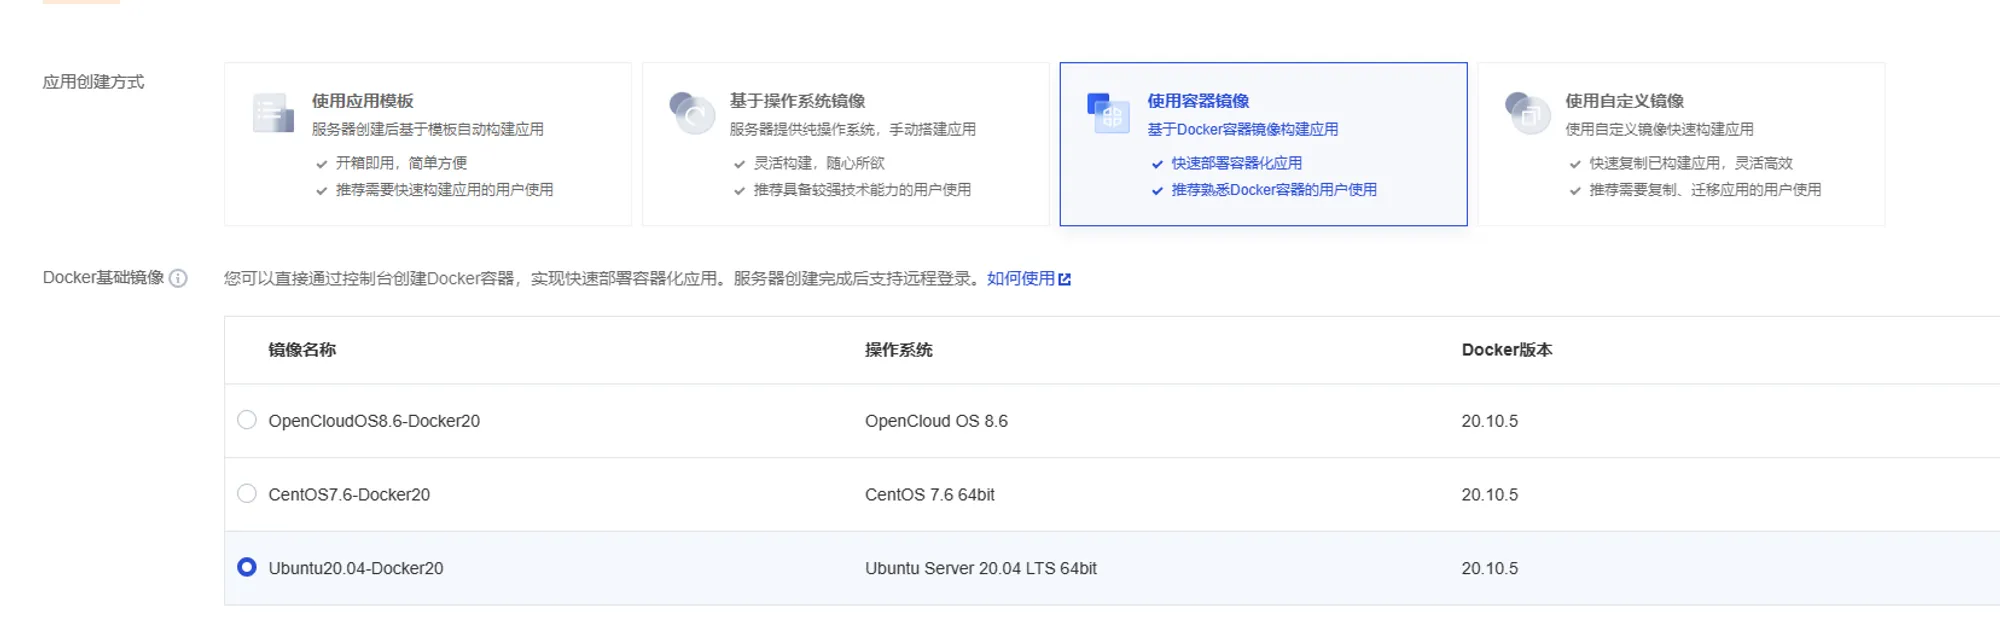 应用创建方式
使用应用模板
服务器创建后基于模板自动构建应用
开箱即用，简单方便
推荐需要快速构建应用的用户使用
基于操作系统镜像
服务器提供纯操作系统，手动搭建应用
灵活构建，随心所欲
推荐具备较强技术能力的用户使用
使用容器镜像
基于Docker容器镜像构建应用
快速部署容器化应用
推荐熟悉Docker容器的用户使用
使用自定义镜像
使用自定义镜像快速构建应用
快速复制已构建应用，灵活高效
推荐需要复制、迁移应用的用户使用
Docker基础镜像
您可以直接通过控制台创建Docker容器，实现快速部署容器化应用。服务器创建完成后支持远程登录。如何使用
镜像名称 操作系统 Docker版本
OpenCloudOS8.6-Docker20 OpenCloud OS 8.6 20.10.5
CentOS7.6-Docker20 CentOS 7.6 64bit 20.10.5
Ubuntu20.04-Docker20 Ubuntu Server 20.04 LTS 64bit 20.10.5